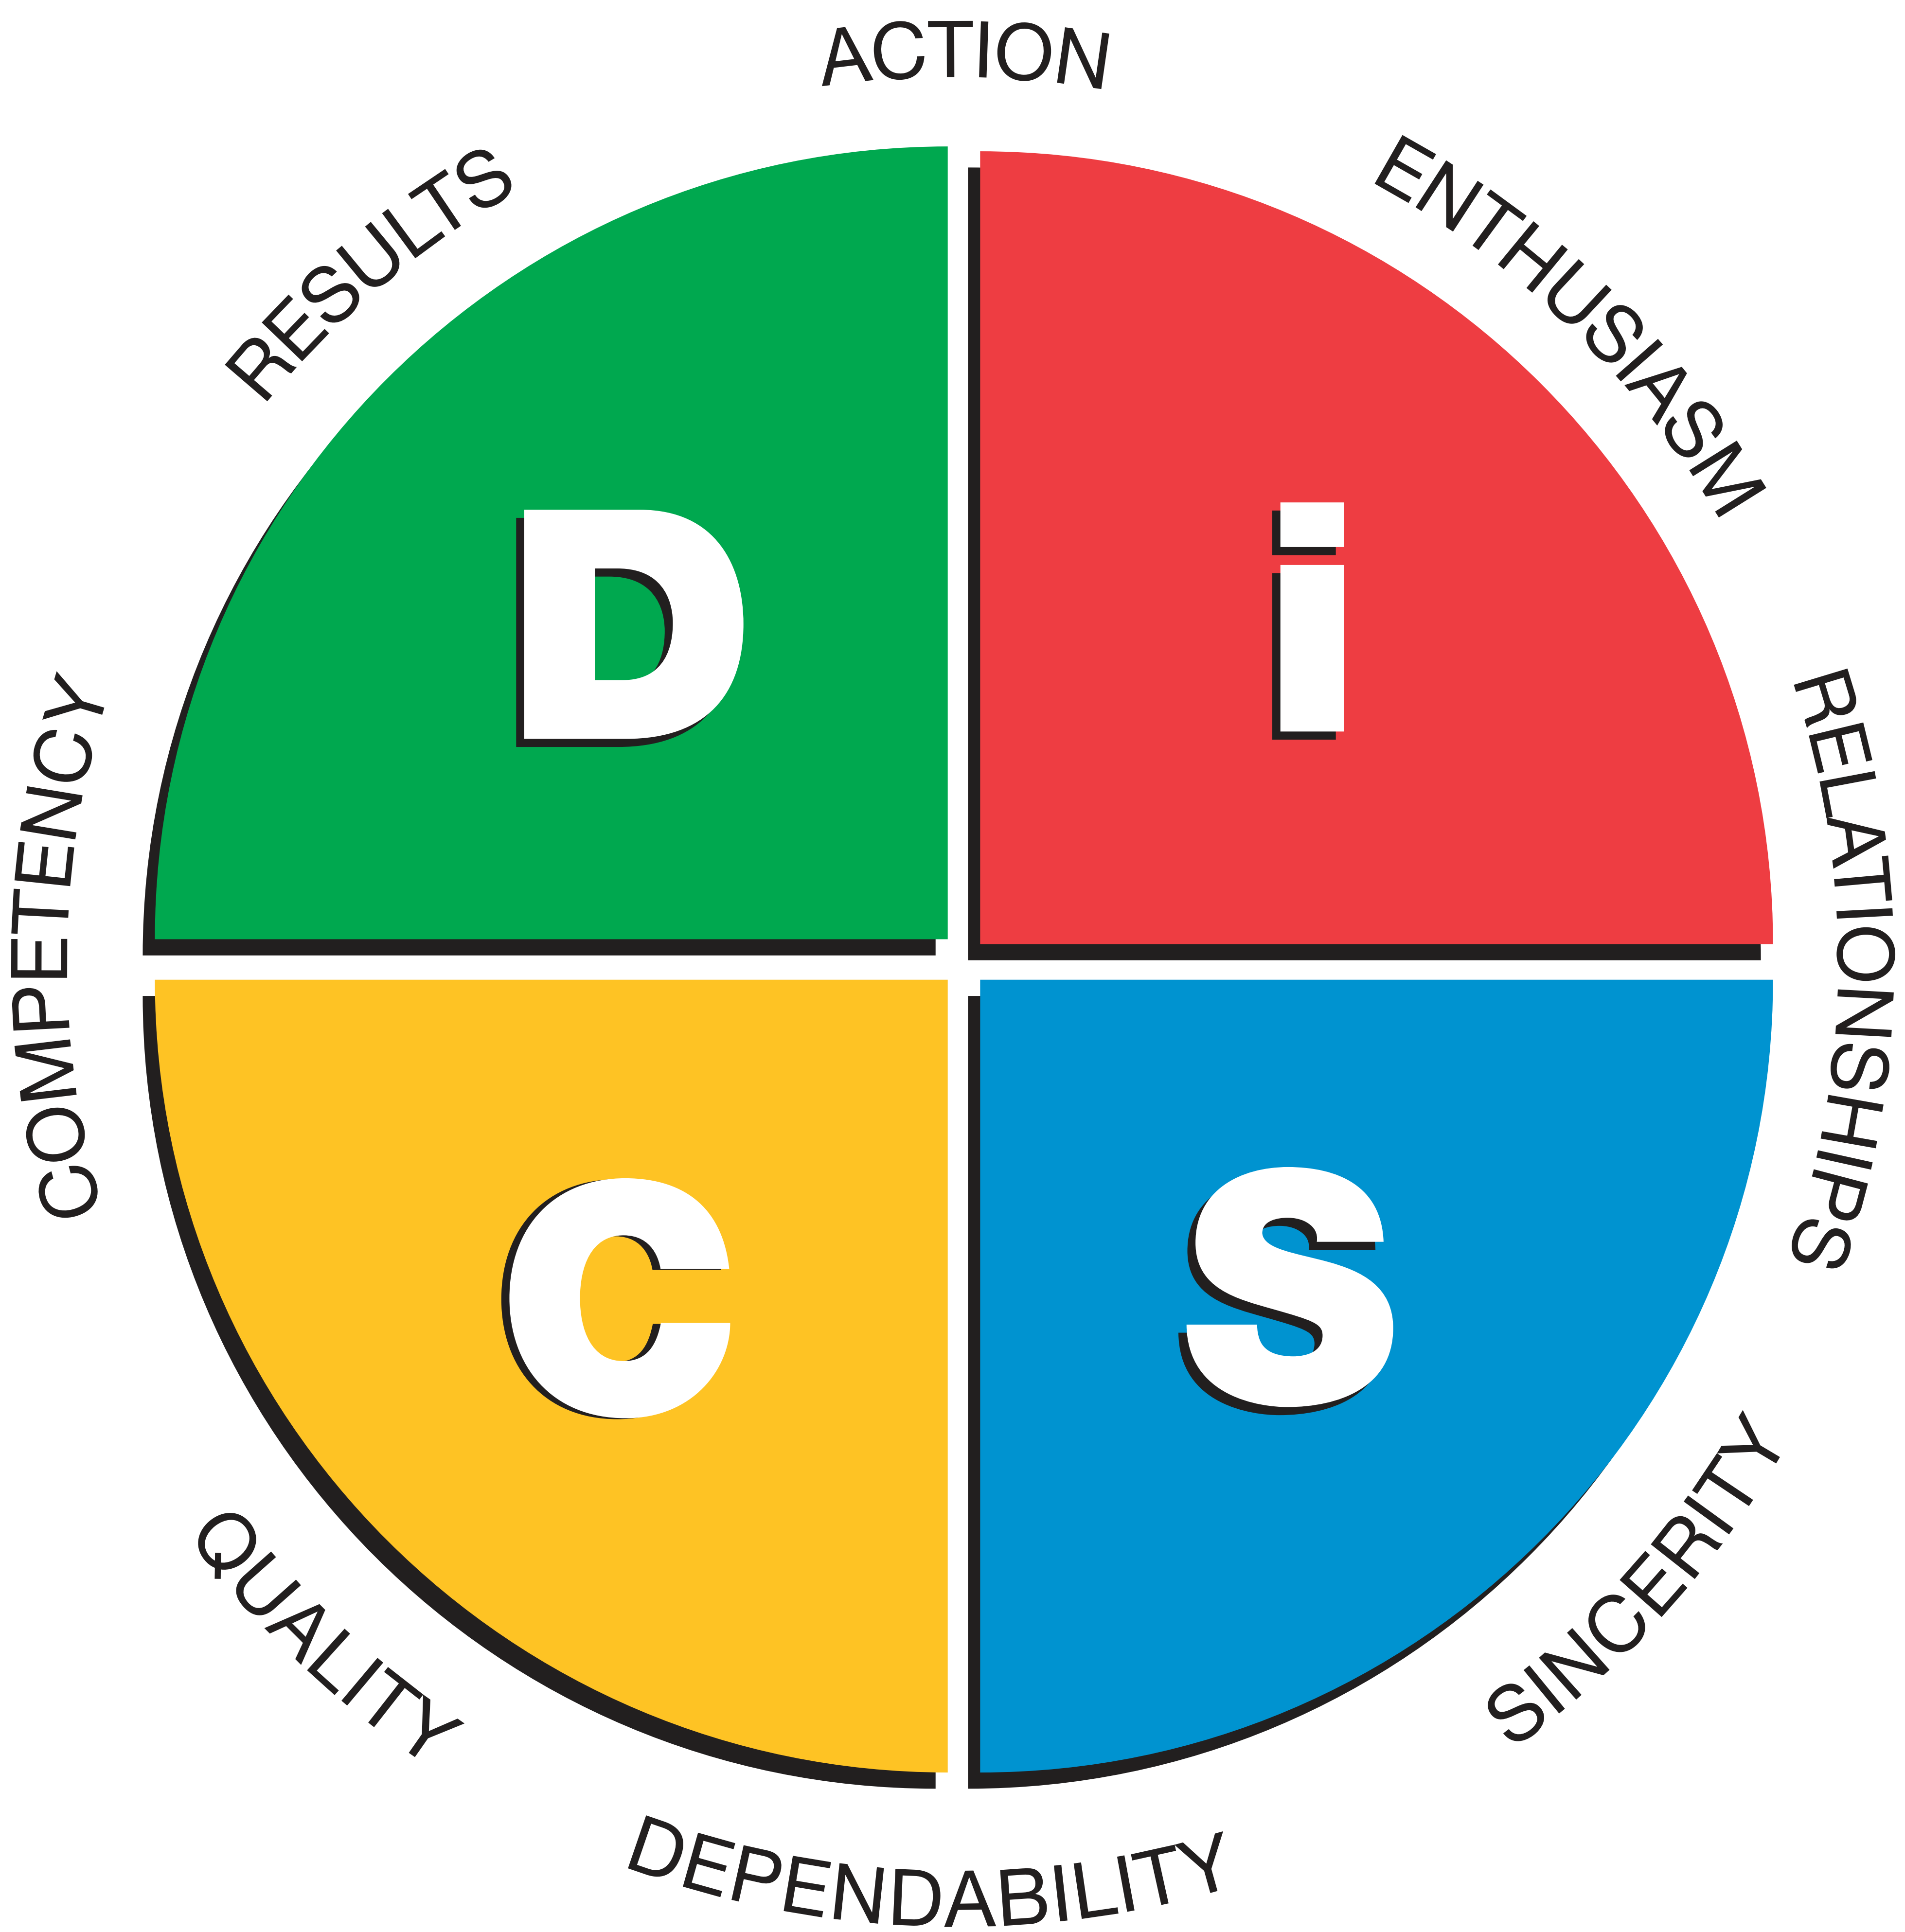 ACTION
RESULTS
ENTHUSIASM
D
i
COMPETENCY
RELATIONSHIPS
C
S
QUALITY
SINCERITY
DEPENDABILITY